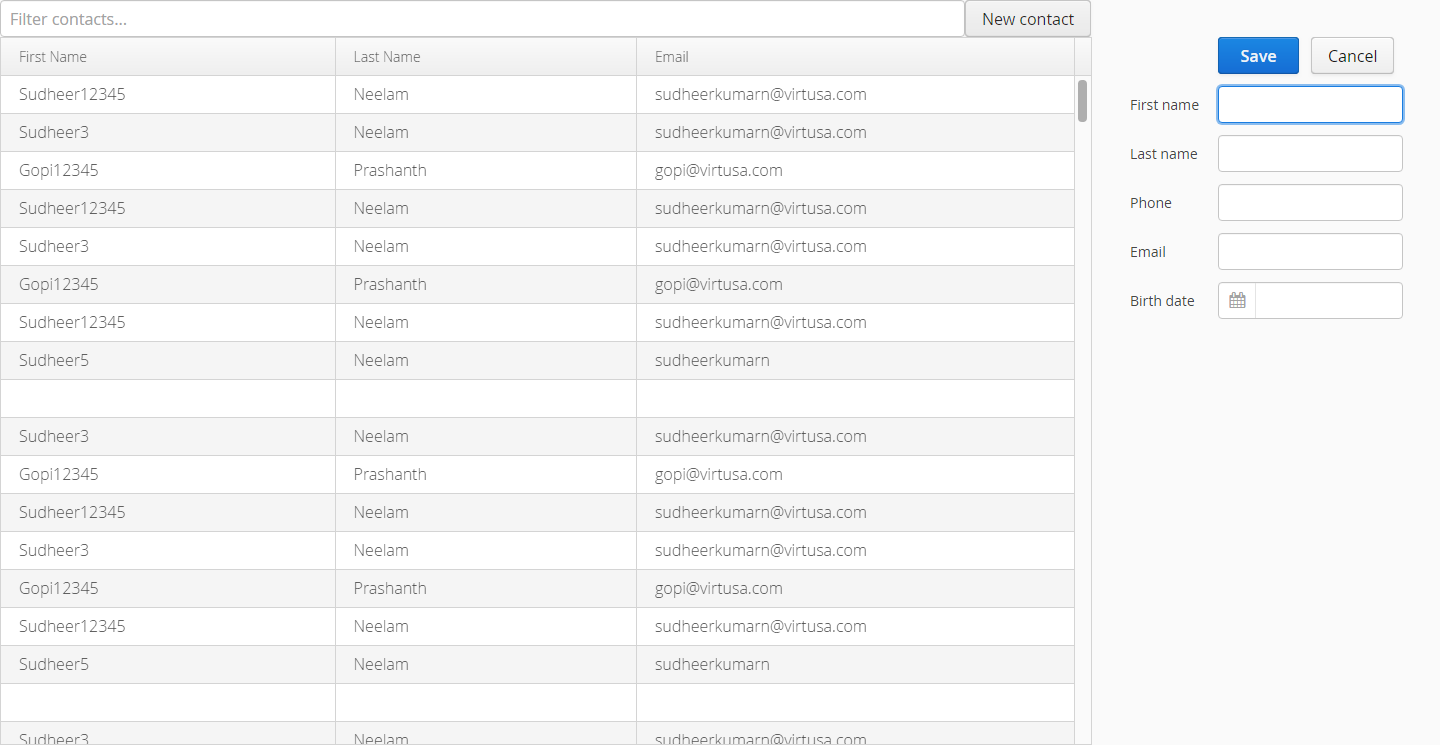 Filter contacts... New contact
First Name Last Name Email
Sudheer12345 Neelam sudheerkumarn@virtusa.com
Sudheer3 Neelam sudheerkumarn@virtusa.com
Gopi12345 Prashanth gopi@virtusa.com
Sudheer12345 Neelam sudheerkumarn@virtusa.com
Sudheer3 Neelam sudheerkumarn@virtusa.com
Gopi12345 Prashanth gopi@virtusa.com
Sudheer12345 Neelam sudheerkumarn@virtusa.com
Sudheer5 Neelam sudheerkumarn
Sudheer3 Neelam sudheerkumarn@virtusa.com
Gopi12345 Prashanth gopi@virtusa.com
Sudheer12345 Neelam sudheerkumarn@virtusa.com
Sudheer3 Neelam sudheerkumarn@virtusa.com
Gopi12345 Prashanth gopi@virtusa.com
Sudheer12345 Neelam sudheerkumarn@virtusa.com
Sudheer5 Neelam sudheerkumarn
Sudheer3 Neelam sudheerkumarn@virtusa.com
Save Cancel
First name
Last name
Phone
Email
Birth date